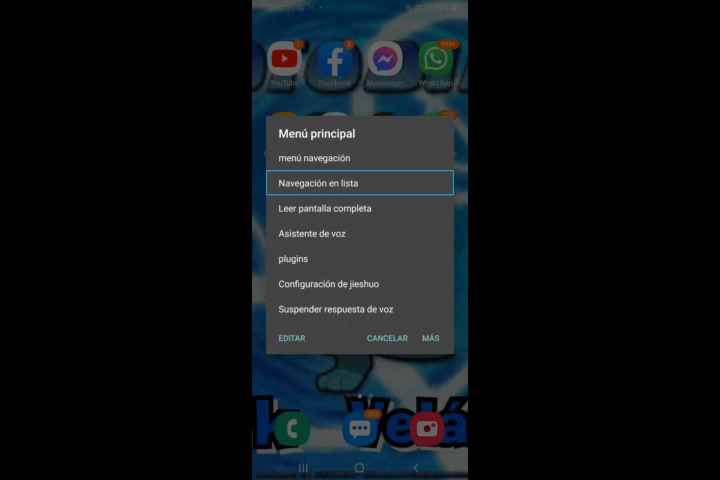 YouTube
Facebook
Messenger
WhatsApp
Menú principal
menú navegación
Navegación en lista
Leer pantalla completa
Asistente de voz
plugins
Configuración de jieshuo
Suspender respuesta de voz
EDITAR CANCELAR MÁS
k Velá